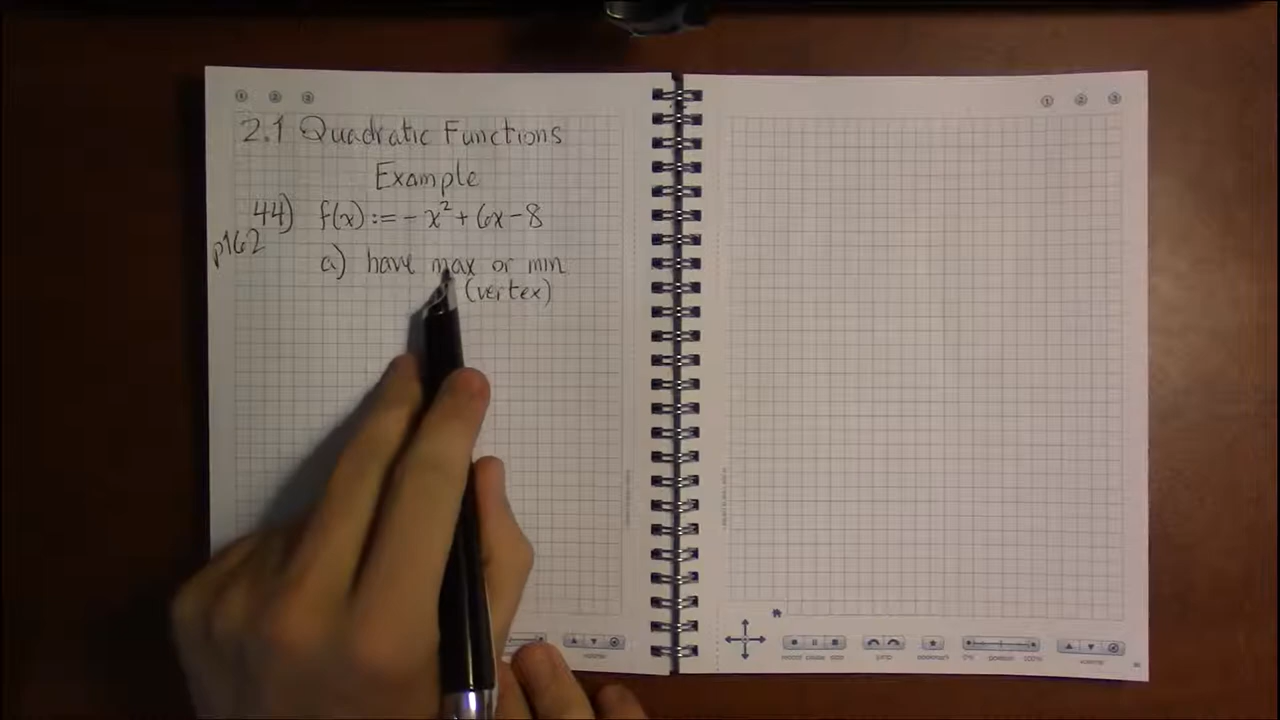 2.1 Quadratic Functions
Example
44) f(x) := -x² + 6x - 8
p162
a) have max or min
(vertex)